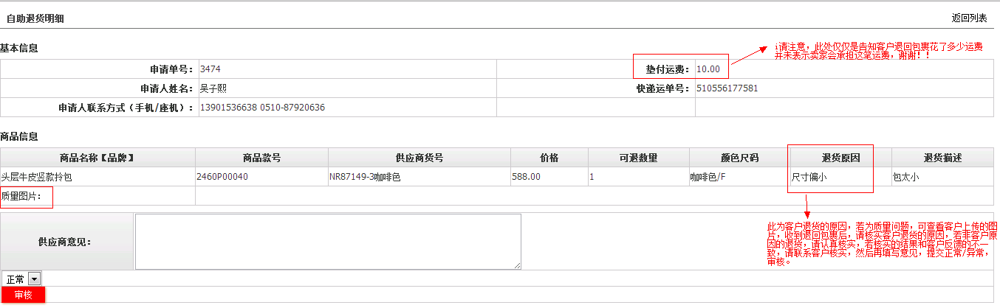 自助退货明细
返回列表
基本信息
申请单号： 3474
垫付运费： 10.00
i请注意，此处仅仅是告知客户退回包裹花了多少运费
并未表示卖家会承担这笔运费，谢谢！！
申请人姓名： 吴子熙
快递运单号： 510556177581
申请人联系方式（手机/座机）： 13901536638 0510-87920636
商品信息
商品名称【品牌】 商品款号 供应商货号 价格 可退数量 颜色尺码 退货原因 退货描述
头层牛皮竖款拎包 2460P00040 NR87149-3咖啡色 588.00 1 咖啡色/F 尺寸偏小 包太小
质量图片：
供应商意见：
此为客户退货的原因，若为质量问题，可查看客户上传的图
片，收到退回包裹后，请核实客户退货的原因，若非客户原
因的退货，请认真核实，若核实的结果和客户反馈的不一
致，请联系客户核实，然后再填写意见，提交正常/异常，
审核。
正常
审核